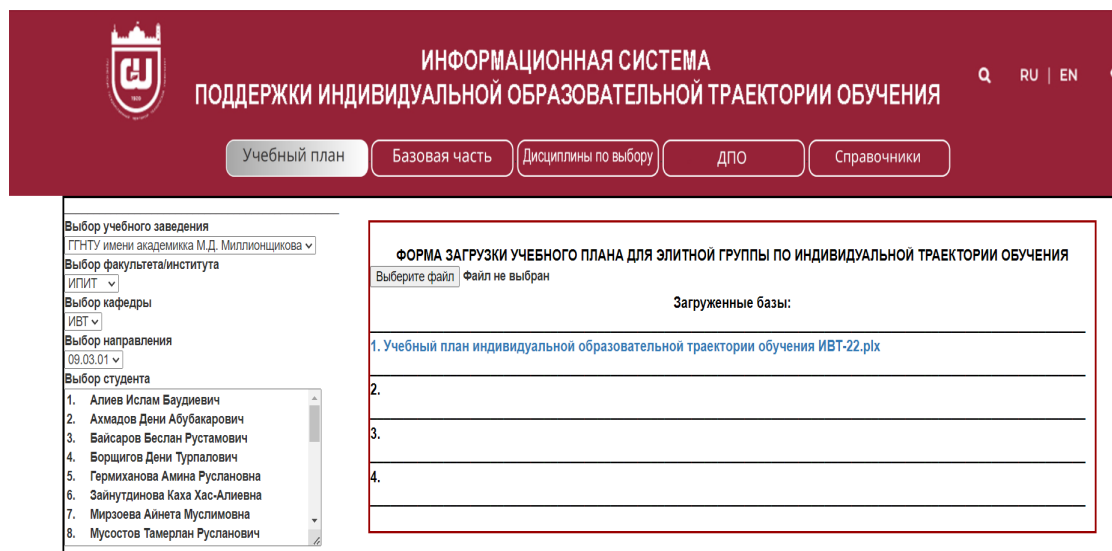 ИНФОРМАЦИОННАЯ СИСТЕМА
ПОДДЕРЖКИ ИНДИВИДУАЛЬНОЙ ОБРАЗОВАТЕЛЬНОЙ ТРАЕКТОРИИ ОБУЧЕНИЯ
RU | EN
Учебный план
Базовая часть
Дисциплины по выбору
ДПО
Справочники
Выбор учебного заведения
ГГНТУ имени академикка М.Д. Миллионщикова
Выбор факультета/института
ИПИТ
Выбор кафедры
ИВТ
Выбор направления
09.03.01
Выбор студента
1. Алиев Ислам Баудиевич
2. Ахмадов Дени Абубакарович
3. Байсаров Беслан Рустамович
4. Борщигов Дени Турпалович
5. Гермиханова Амина Руслановна
6. Зайнутдинова Каха Хас-Алиевна
7. Мирзоева Айнета Муслимовна
8. Мусостов Тамерлан Русланович
ФОРМА ЗАГРУЗКИ УЧЕБНОГО ПЛАНА ДЛЯ ЭЛИТНОЙ ГРУППЫ ПО ИНДИВИДУАЛЬНОЙ ТРАЕКТОРИИ ОБУЧЕНИЯ
Выберите файл Файл не выбран
Загруженные базы:
1. Учебный план индивидуальной образовательной траектории обучения ИВТ-22.plx
2.
3.
4.